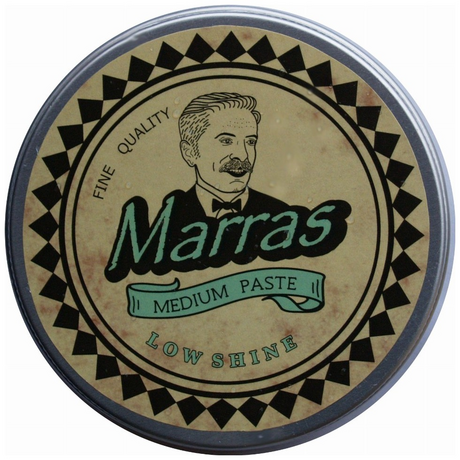 FINE QUALITY
Marras
MEDIUM PASTE
LOW SHINE